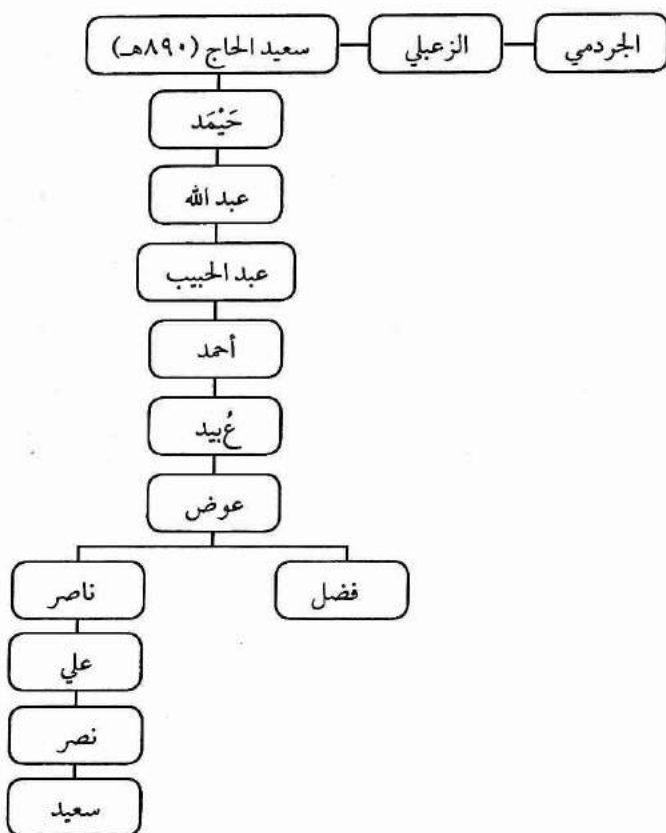 الجردمي
الزعبلي
سعيد الحاج (٨٩٠هـ)
حَيْمَد
عبد الله
عبد الحبيب
أحمد
عُبيد
عوض
فضل
ناصر
علي
نصر
سعيد